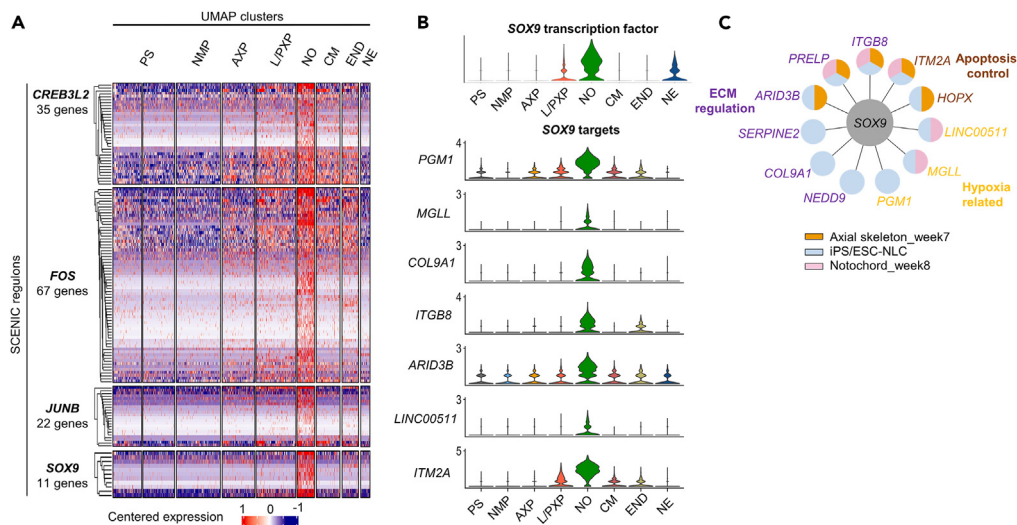 A
UMAP clusters
PS
NMP
AXP
L/PXP
NO
CM
END
NE
SCENIC regulons
CREB3L2
35 genes
FOS
67 genes
JUNB
22 genes
SOX9
11 genes
Centered expression
1
0
-1
B
SOX9 transcription factor
PS
NMP
AXP
L/PXP
NO
CM
END
NE
SOX9 targets
4
PGM1
3
MGLL
3
COL9A1
4
ITGB8
3
ARID3B
3
LINC00511
5
ITM2A
PS
NMP
AXP
L/PXP
NO
CM
END
NE
C
ITGB8
PRELP
ITM2A
Apoptosis
control
ECM
regulation
ARID3B
HOPX
SOX9
SERPINE2
LINC00511
COL9A1
MGLL
NEDD9
PGM1
Hypoxia
related
Axial skeleton_week7
iPS/ESC-NLC
Notochord_week8